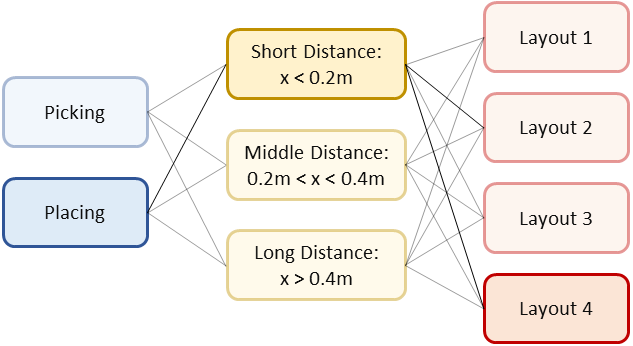 Picking
Placing
Short Distance:
x < 0.2m
Middle Distance:
0.2m < x < 0.4m
Long Distance:
x > 0.4m
Layout 1
Layout 2
Layout 3
Layout 4